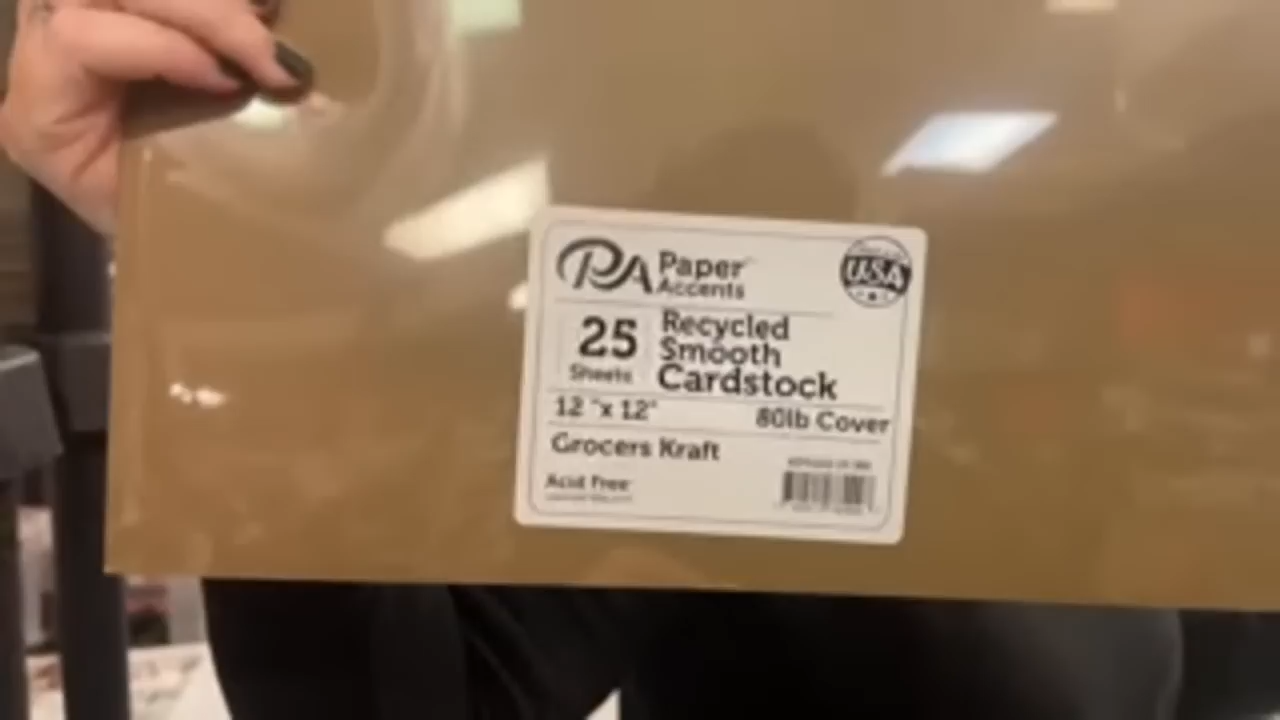 PA Paper Accents
USA
25 Sheets
Recycled
Smooth
Cardstock
12 "x 12"
80lb Cover
Grocers Kraft
Acid Free